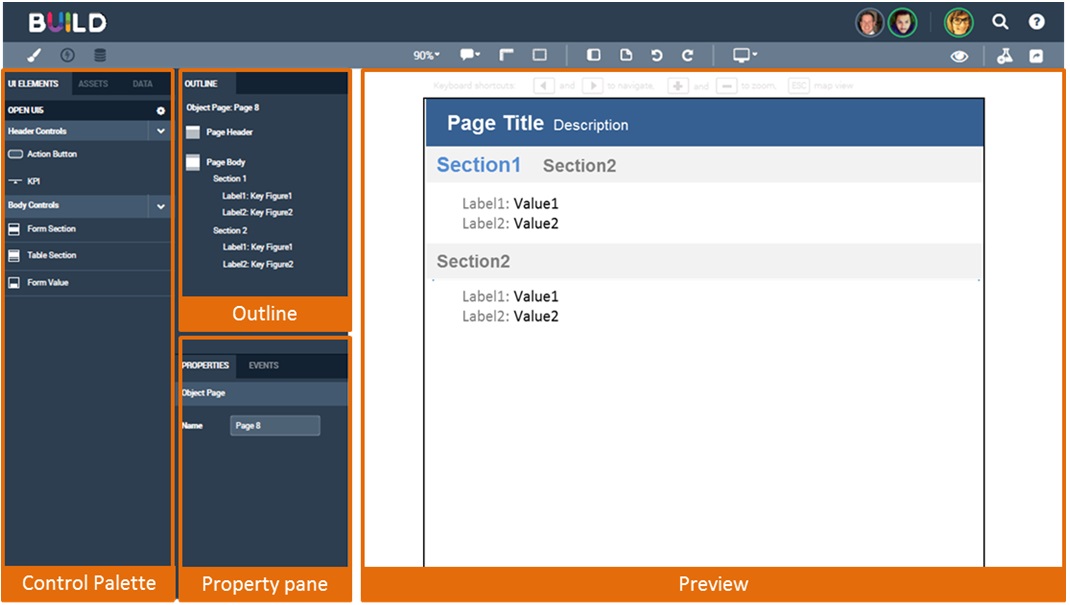 BUILD
90%
UI ELEMENTS ASSETS DATA
OPEN UI5
Header Controls
Action Button
KPI
Body Controls
Form Section
Table Section
Form Value
Control Palette
OUTLINE
Object Page: Page 8
Page Header
Page Body
Section 1
Label1: Key Figure1
Label2: Key Figure2
Section 2
Label1: Key Figure1
Label2: Key Figure2
Outline
PROPERTIES EVENTS
Object Page
Name Page 8
Property pane
Keyboard shortcuts: and to navigate, and to zoom, ESC map view
Page Title Description
Section1 Section2
Label1: Value1
Label2: Value2
Section2
Label1: Value1
Label2: Value2
Preview